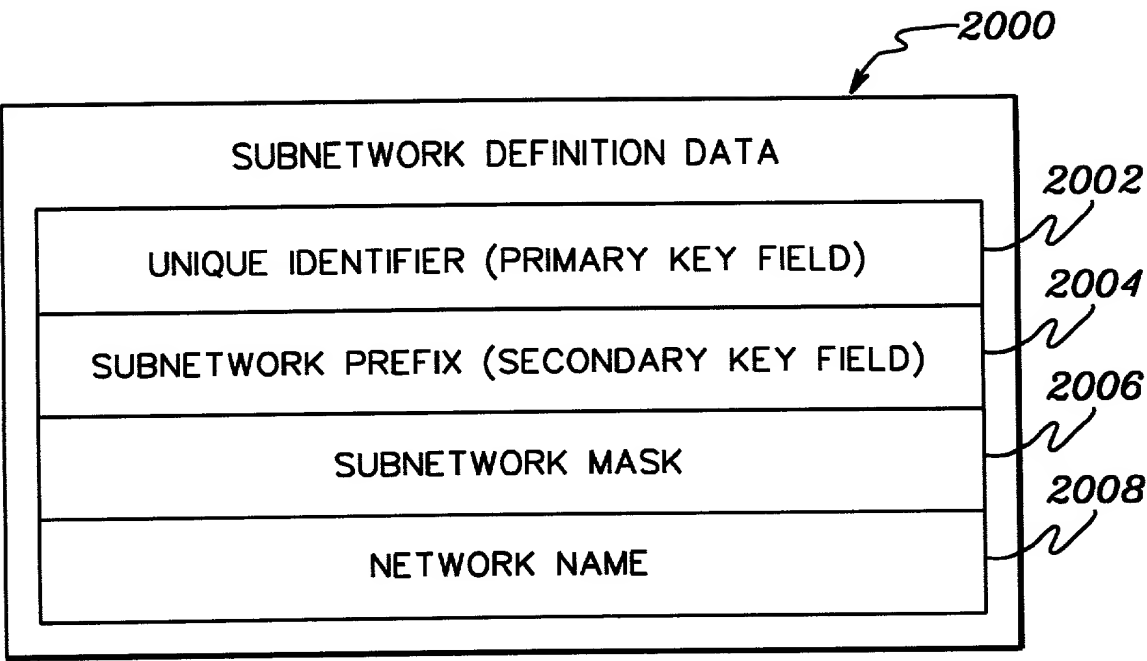 2000
SUBNETWORK DEFINITION DATA
2002
UNIQUE IDENTIFIER (PRIMARY KEY FIELD)
2004
SUBNETWORK PREFIX (SECONDARY KEY FIELD)
2006
SUBNETWORK MASK
2008
NETWORK NAME